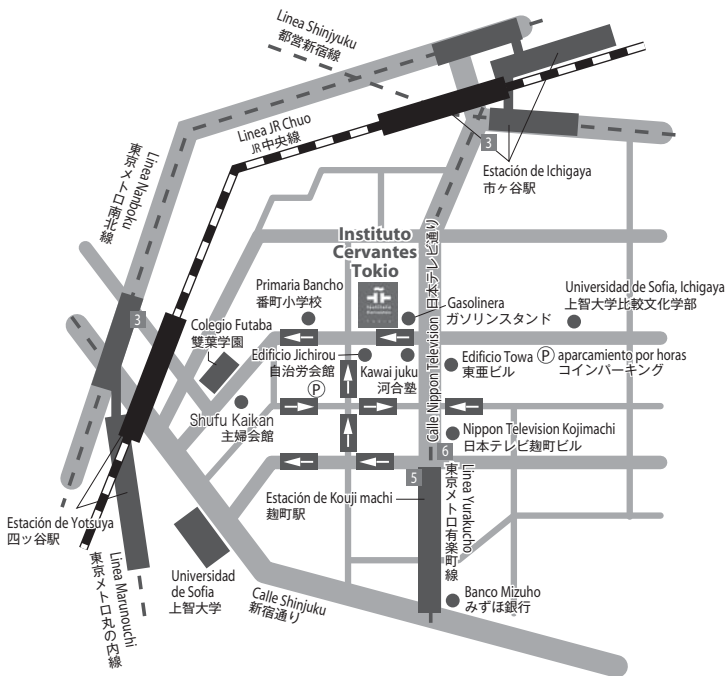 Linea Shinjyuku
都営新宿線
Linea JR Chuo
JR中央線
Linea Nanboku
東京メトロ南北線
3
Estación de Ichigaya
市ヶ谷駅
Instituto
Cervantes
Tokio
Calle Nippon Television 日本テレビ通り
Primaria Bancho
番町小学校
Instituto
Cervantes
Gasolinera
ガソリンスタンド
Universidad de Sofia, Ichigaya
上智大学比較文化学部
3
Colegio Futaba
雙葉学園
Edificio Jichirou
自治労会館
P
Kawai juku
河合塾
Edificio Towa
東亜ビル
P aparcamiento por horas
コインパーキング
Shufu Kaikan
主婦会館
Nippon Television Kojimachi
日本テレビ麹町ビル
6
5
Estación de Kouji machi
麹町駅
Linea Yurakucho
東京メトロ有楽町線
Estación de Yotsuya
四ッ谷駅
Linea Marunouchi
東京メトロ丸の内線
Universidad
de Sofia
上智大学
Calle Shinjuku
新宿通り
Banco Mizuho
みずほ銀行